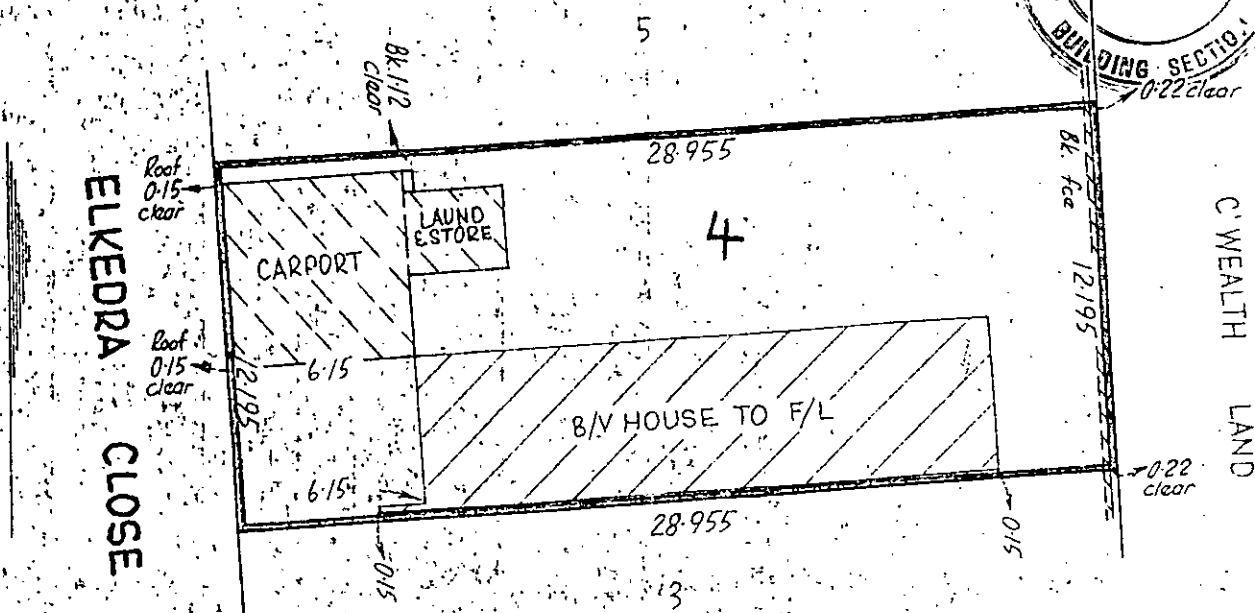 5
BUILDING SECTIO
0·22 clear
Bk. 1·12
clear
28·955
Roof
0·15
clear
LAUND
& STORE
4
Bk. fce
12·195
CARPORT
C'WEALTH LAND
ELKEDRA CLOSE
Roof
0·15
clear
6·15
12·195
B/V HOUSE TO F/L
6·15
0·22
clear
28·955
0·15
0·15
3